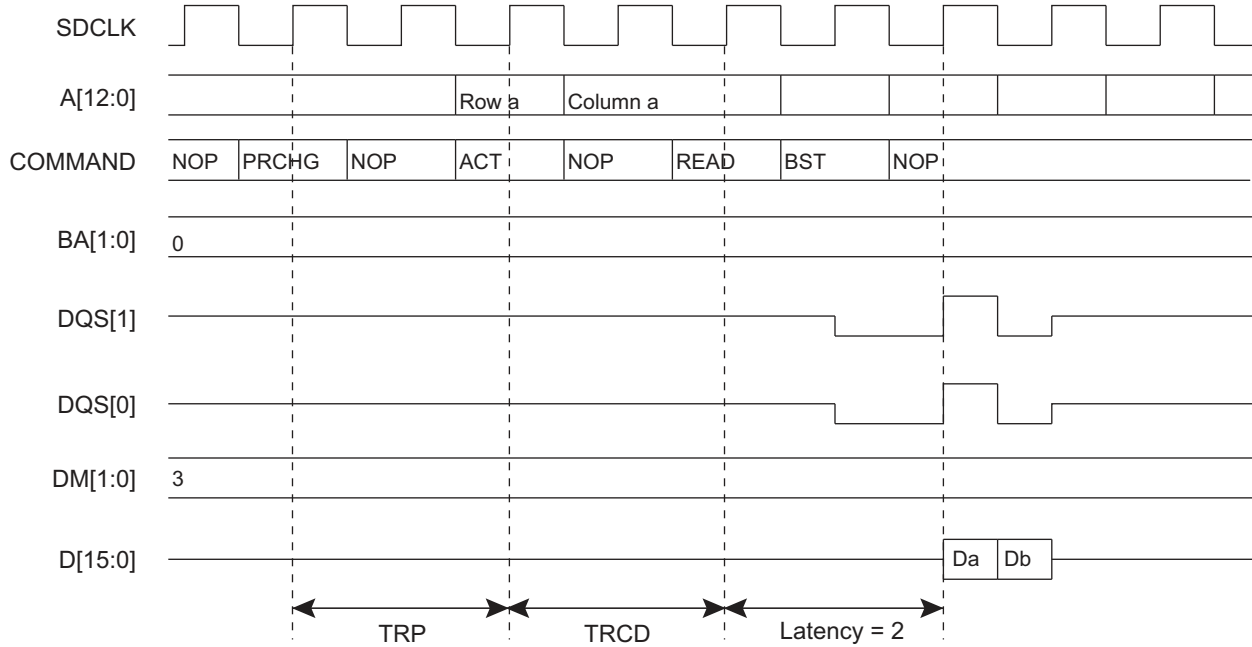 SDCLK
A[12:0] Row a Column a
COMMAND NOP PRCHG NOP ACT NOP READ BST NOP
BA[1:0] 0
DQS[1]
DQS[0]
DM[1:0] 3
D[15:0] Da Db
TRP TRCD Latency = 2